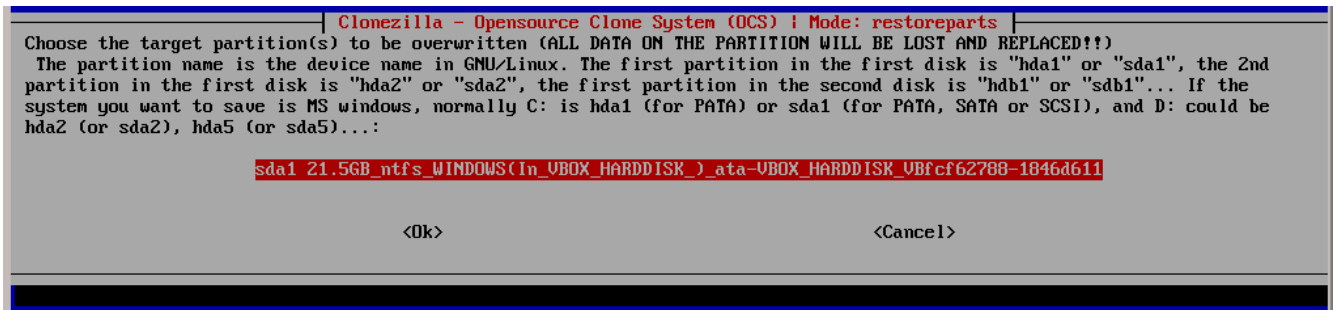 Clonezilla - Opensource Clone System (OCS) | Mode: restoreparts
Choose the target partition(s) to be overwritten (ALL DATA ON THE PARTITION WILL BE LOST AND REPLACED!!)
The partition name is the device name in GNU/Linux. The first partition in the first disk is "hda1" or "sda1", the 2nd
partition in the first disk is "hda2" or "sda2", the first partition in the second disk is "hdb1" or "sdb1"... If the
system you want to save is MS windows, normally C: is hda1 (for PATA) or sda1 (for PATA, SATA or SCSI), and D: could be
hda2 (or sda2), hda5 (or sda5)...:
sda1 21.5GB_ntfs_WINDOWS(In_VBOX_HARDDISK_)_ata-VBOX_HARDDISK_VBfcf62788-1846d611
<Ok> <Cancel>